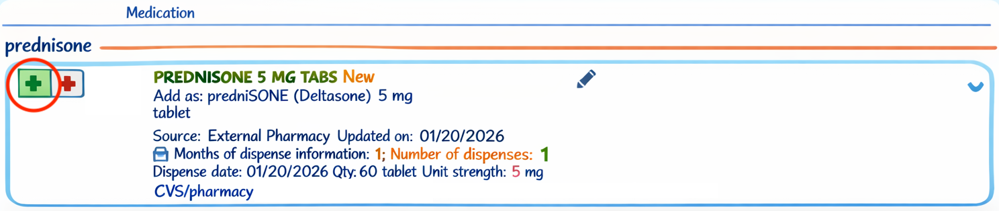 Medication
prednisone
PREDNISONE 5 MG TABS New
Add as: predniSONE (Deltasone) 5 mg
tablet
Source: External Pharmacy Updated on: 01/20/2026
Months of dispense information: 1; Number of dispenses: 1
Dispense date: 01/20/2026 Qty: 60 tablet Unit strength: 5 mg
CVS/pharmacy